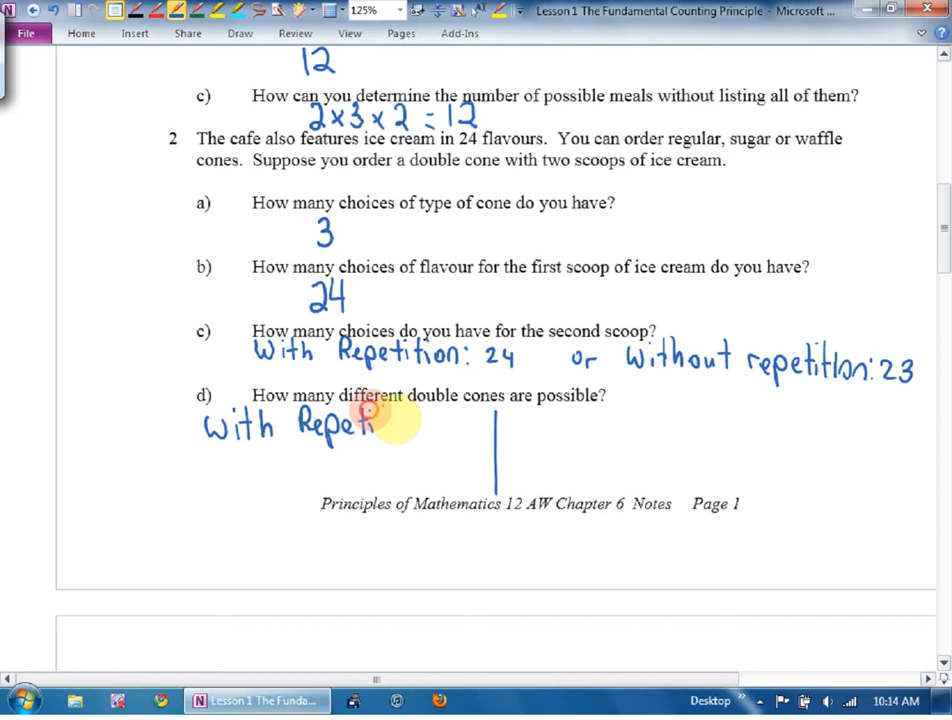 125%
Lesson 1 The Fundamental Counting Principle - Microsoft ...
File Home Insert Share Draw Review View Pages Add-Ins
12
c) How can you determine the number of possible meals without listing all of them?
2 x 3 x 2 = 12
2 The cafe also features ice cream in 24 flavours. You can order regular, sugar or waffle
cones. Suppose you order a double cone with two scoops of ice cream.
a) How many choices of type of cone do you have?
3
b) How many choices of flavour for the first scoop of ice cream do you have?
24
c) How many choices do you have for the second scoop?
With Repetition: 24 or without repetition: 23
d) How many different double cones are possible?
With Repeti
Principles of Mathematics 12 AW Chapter 6 Notes Page 1
Lesson 1 The Funda... Desktop 10:14 AM